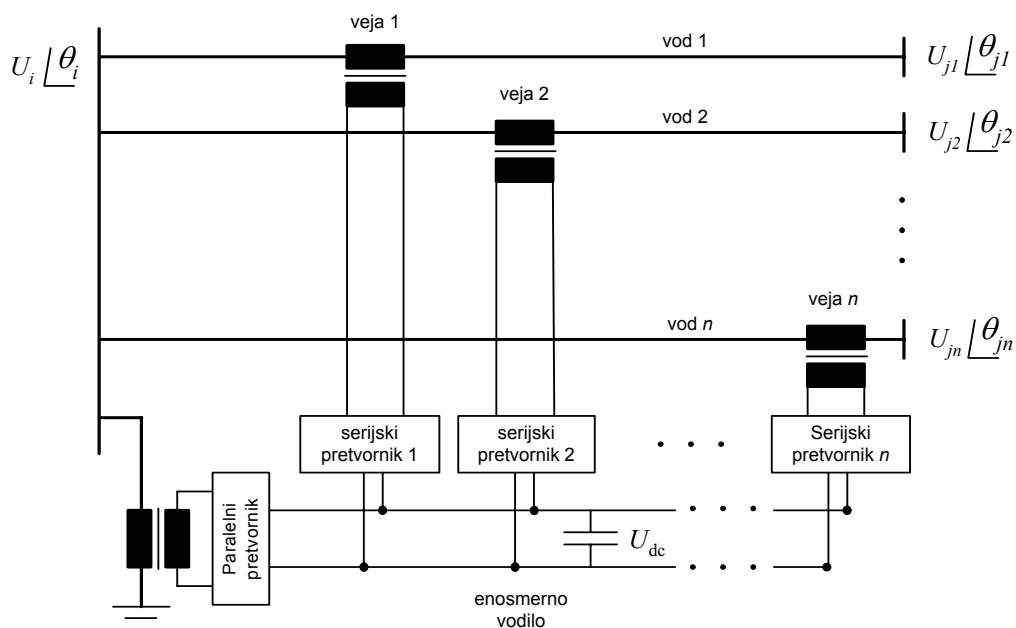 veja 1
vod 1
U_i ∠θ_i
U_j1 ∠θ_j1
veja 2
vod 2
U_j2 ∠θ_j2
veja n
vod n
U_jn ∠θ_jn
serijski
pretvornik 1
serijski
pretvornik 2
Serijski
pretvornik n
Paralelni
pretvornik
U_dc
enosmerno
vodilo